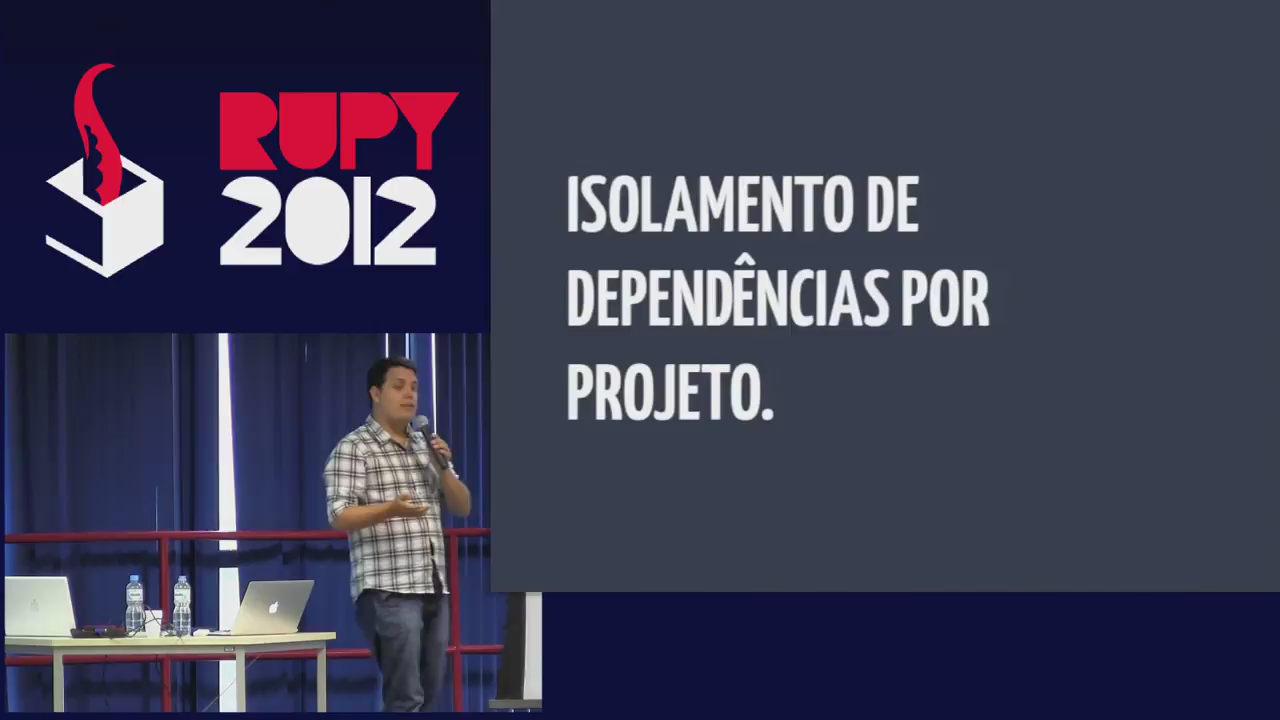 RUPY
2012
ISOLAMENTO DE
DEPENDÊNCIAS POR
PROJETO.